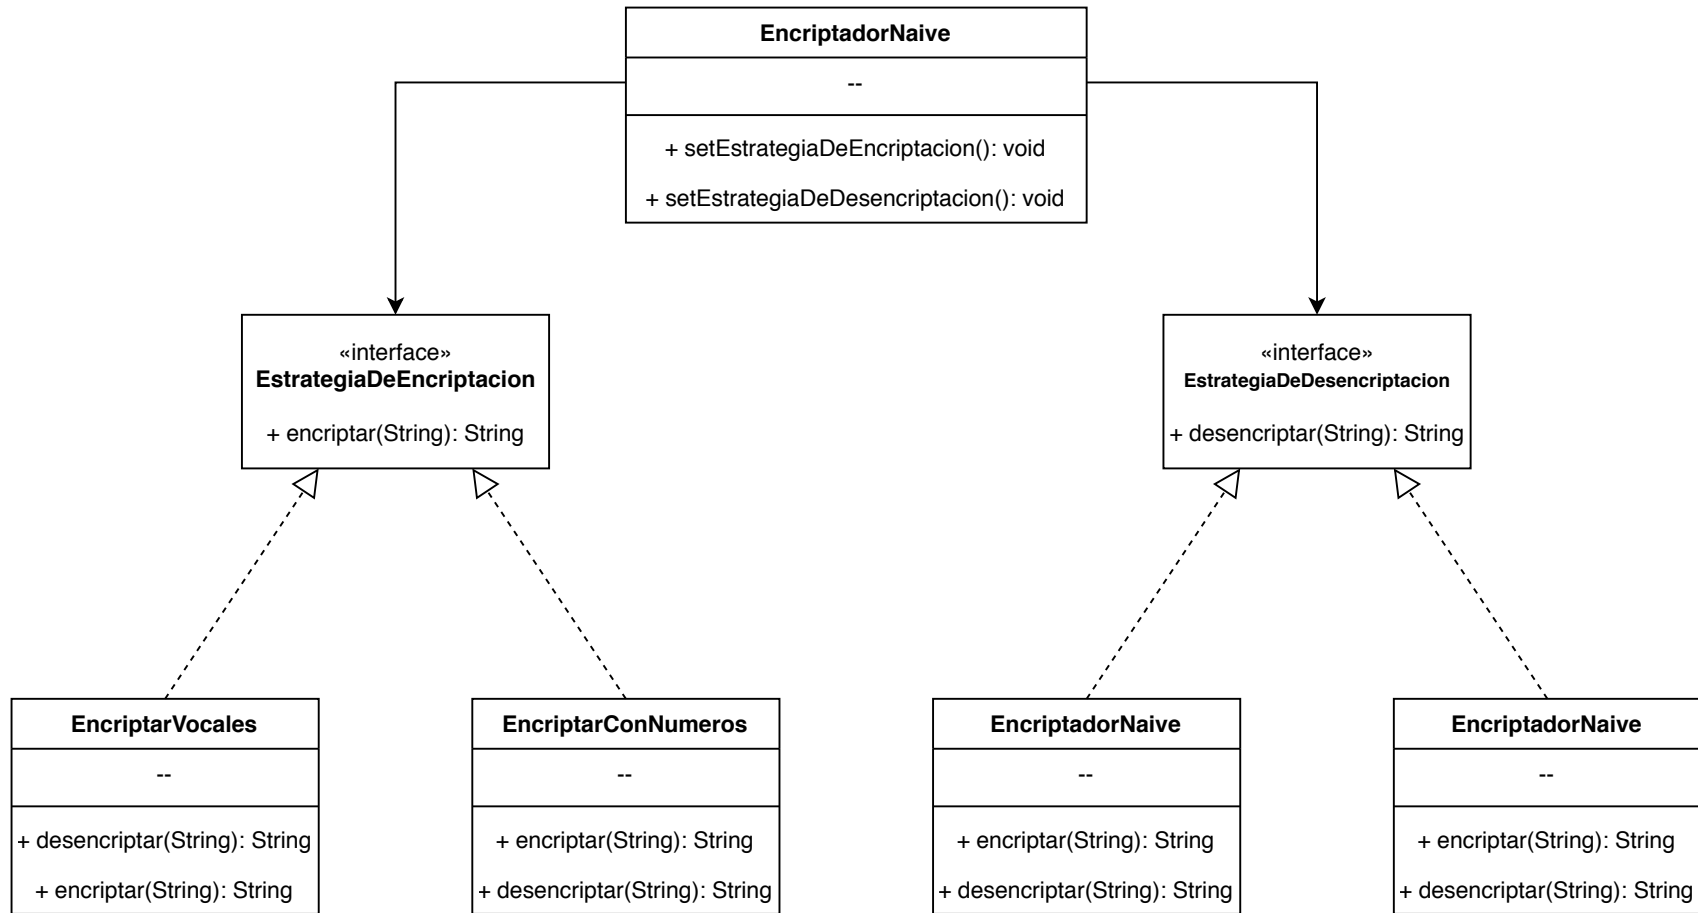 EncriptadorNaive
--
+ setEstrategiaDeEncriptacion(): void
+ setEstrategiaDeDesencriptacion(): void
«interface»
EstrategiaDeEncriptacion
+ encriptar(String): String
«interface»
EstrategiaDeDesencriptacion
+ desencriptar(String): String
EncriptarVocales
--
+ desencriptar(String): String
+ encriptar(String): String
EncriptarConNumeros
--
+ encriptar(String): String
+ desencriptar(String): String
EncriptadorNaive
--
+ encriptar(String): String
+ desencriptar(String): String
EncriptadorNaive
--
+ encriptar(String): String
+ desencriptar(String): String